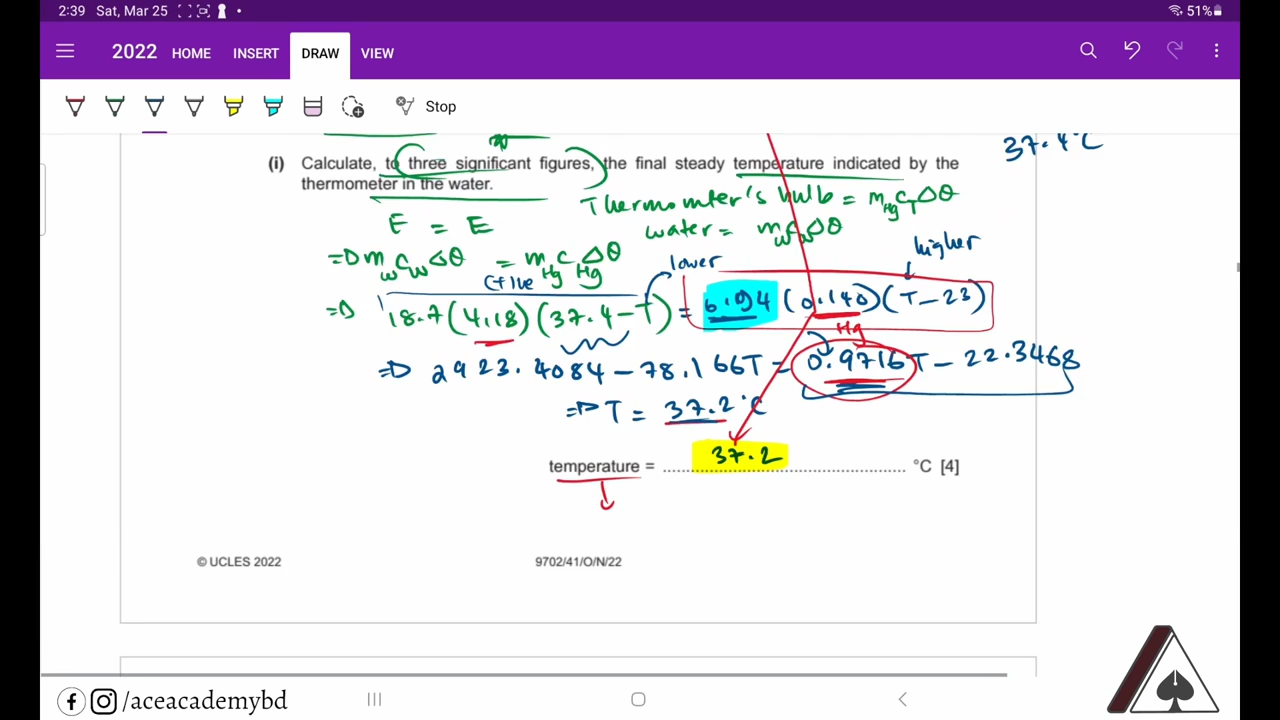 2:39 Sat, Mar 25 51%
2022 HOME INSERT DRAW VIEW
Stop
37.4°C
(i) Calculate, to three significant figures, the final steady temperature indicated by the
thermometer in the water.
Thermomter's bulb = mHg cT Δθ
E = E
water = mw cw Δθ
⇒ mw cw Δθ = mHg cHg Δθ
lower
higher
(+)ve
⇒ 18.7(4.18)(37.4-T) = 6.94(0.140)(T-23)
Hg
⇒ 2923.4084 - 78.166T = 0.9716T - 22.3468
⇒ T = 37.2°C
37.2
temperature = .......................................................... °C [4]
© UCLES 2022 9702/41/O/N/22
/aceacademybd